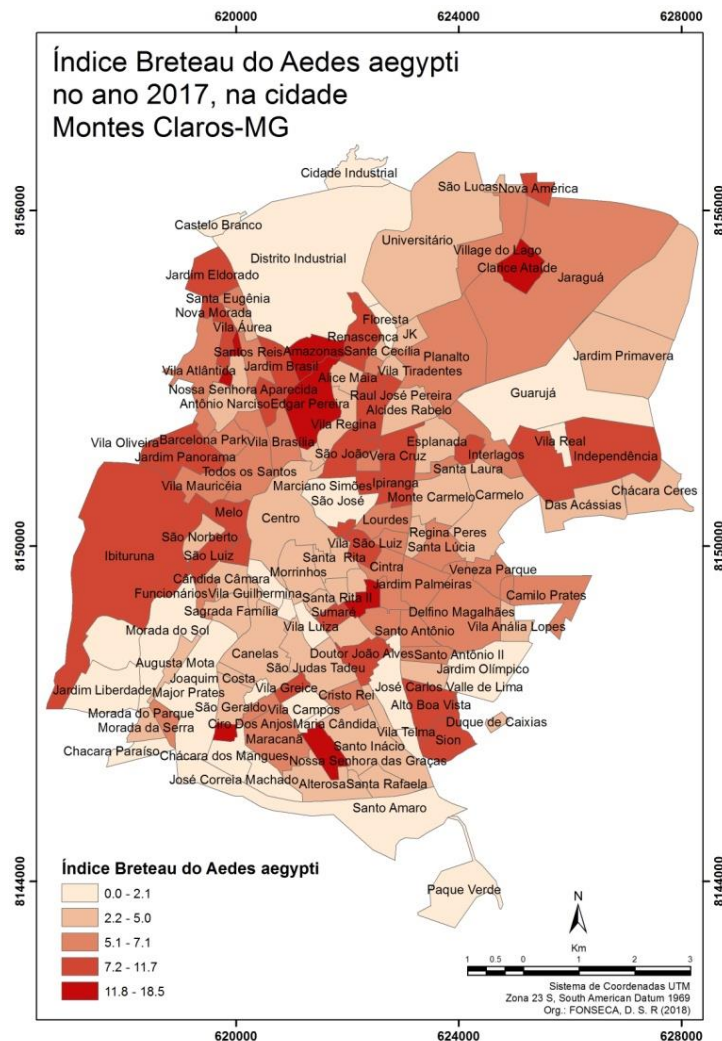 620000 624000 628000
Índice Breteau do Aedes aegypti
no ano 2017, na cidade
Montes Claros-MG
Cidade Industrial
São Lucas
Nova América
8156000
8156000
Castelo Branco
Universitário
Distrito Industrial
Village do Lago
Clarice Ataíde
Jardim Eldorado
Jaraguá
Santa Eugênia
Nova Morada
Floresta
Vila Áurea
Renascença
JK
Santos Reis
Amazonas
Santa Cecília
Planalto
Jardim Primavera
Jardim Brasil
Vila Atlântida
Alice Maia
Vila Tiradentes
Nossa Senhora Aparecida
Raul José Pereira
Guarujá
Antônio Narciso
Edgar Pereira
Alcides Rabelo
Vila Regina
Vila Oliveira
Barcelona Park
Vila Brasília
Esplanada
Vila Real
Jardim Panorama
São João
Vera Cruz
Interlagos
Independência
Todos os Santos
Santa Laura
Vila Mauricéia
Marciano Simões
Ipiranga
São José
Monte Carmelo
Carmelo
Chácara Ceres
Melo
Centro
Lourdes
Das Acássias
São Norberto
Vila São Luiz
Regina Peres
8150000
8150000
Ibituruna
São Luiz
Santa Rita
Santa Lúcia
Morrinhos
Cintra
Veneza Parque
Cândida Câmara
Jardim Palmeiras
Funcionários
Vila Guilhermina
Santa Rita II
Camilo Prates
Sagrada Família
Sumaré
Delfino Magalhães
Morada do Sol
Vila Luiza
Santo Antônio
Vila Anália Lopes
Canelas
Doutor João Alves
Santo Antônio II
Augusta Mota
São Judas Tadeu
Jardim Olímpico
Joaquim Costa
Jardim Liberdade
Major Prates
Vila Greice
Cristo Rei
José Carlos
Valle de Lima
São Geraldo
Vila Campos
Alto Boa Vista
Morada do Parque
Ciro Dos Anjos
Maria Cândida
Duque de Caixias
Morada da Serra
Maracanã
Vila Telma
Sion
Santo Inácio
Chacara Paraíso
Chácara dos Mangues
Nossa Senhora das Graças
José Correia Machado
Alterosa
Santa Rafaela
Santo Amaro
Índice Breteau do Aedes aegypti
0.0 - 2.1
2.2 - 5.0
5.1 - 7.1
7.2 - 11.7
11.8 - 18.5
8144000
8144000
Paque Verde
N
Km
1 0.5 0 1 2 3
Sistema de Coordenadas UTM
Zona 23 S, South American Datum 1969
Org.: FONSECA, D. S. R (2018)
620000 624000 628000